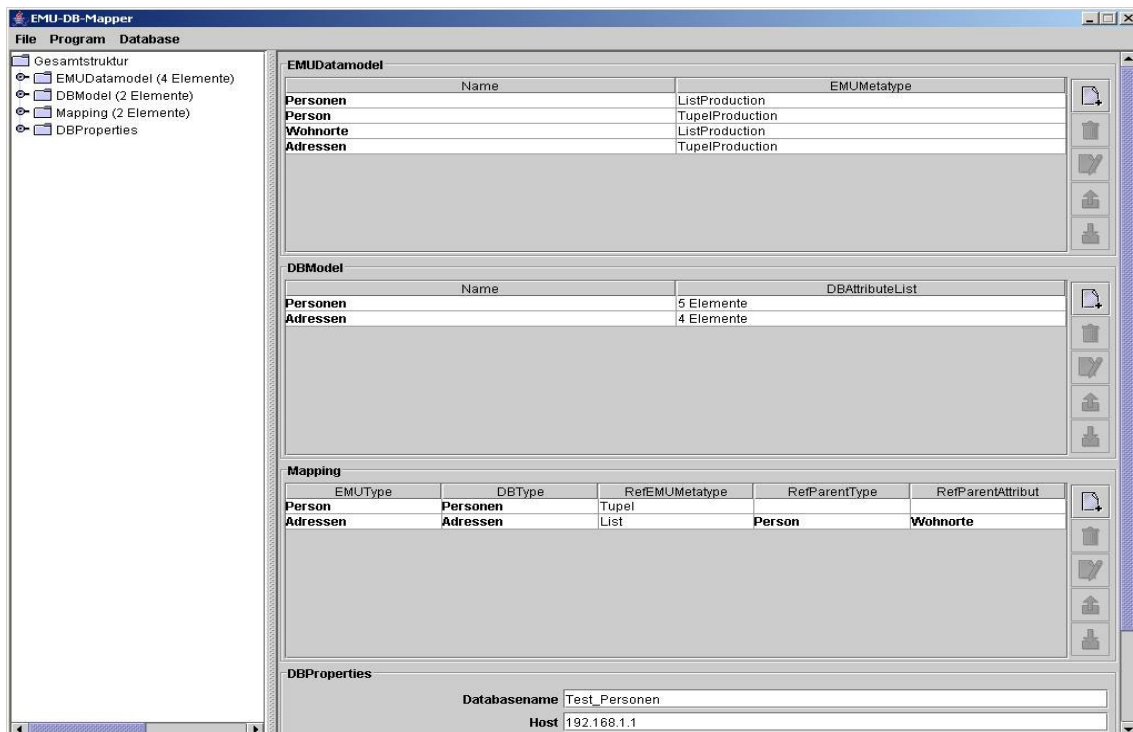 EMU-DB-Mapper
File Program Database
Gesamtstruktur
EMUDatamodel (4 Elemente)
DBModel (2 Elemente)
Mapping (2 Elemente)
DBProperties
EMUDatamodel
Name EMUMetatype
Personen ListProduction
Person TupelProduction
Wohnorte ListProduction
Adressen TupelProduction
DBModel
Name DBAttributeList
Personen 5 Elemente
Adressen 4 Elemente
Mapping
EMUType DBType RefEMUMetatype RefParentType RefParentAttribut
Person Personen Tupel
Adressen Adressen List Person Wohnorte
DBProperties
Databasename Test_Personen
Host 192.168.1.1